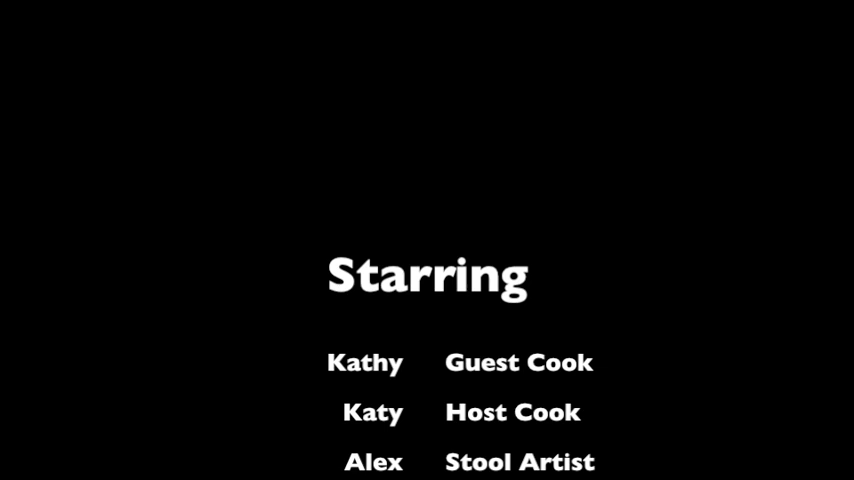 Starring
Kathy Guest Cook
Katy Host Cook
Alex Stool Artist